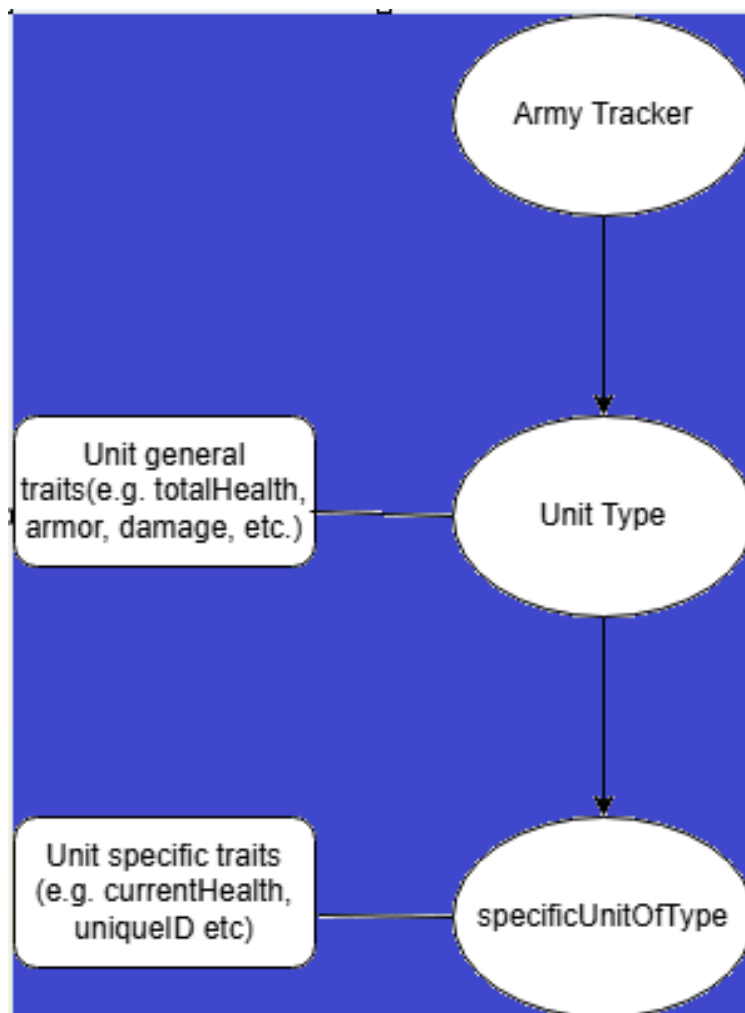 Army Tracker
Unit general
traits(e.g. totalHealth,
armor, damage, etc.)
Unit Type
Unit specific traits
(e.g. currentHealth,
uniqueID etc)
specificUnitOfType